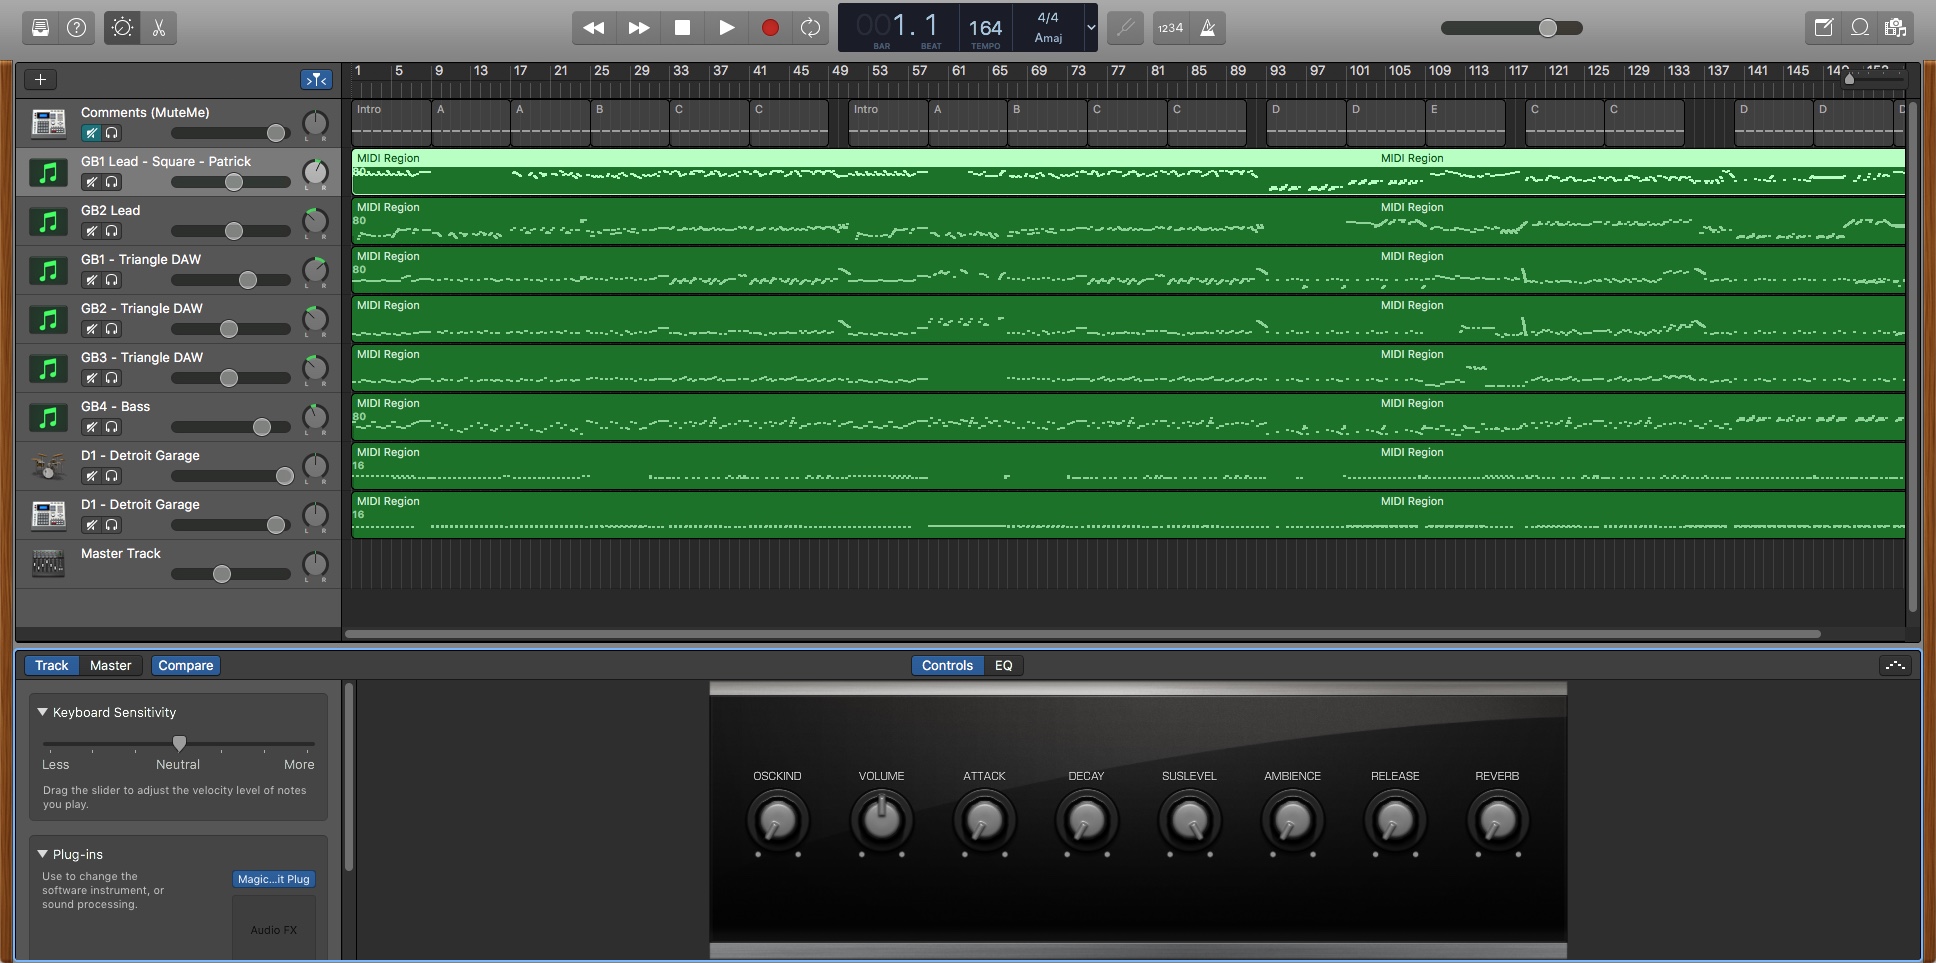 001. 1
BAR BEAT
164
TEMPO
4/4
Amaj
1234
1 5 9 13 17 21 25 29 33 37 41 45 49 53 57 61 65 69 73 77 81 85 89 93 97 101 105 109 113 117 121 125 129 133 137 141 145
Comments (MuteMe)
Intro A A B C C Intro A B C C D D E C C D D
GB1 Lead - Square - Patrick
L R
MIDI Region MIDI Region
80
GB2 Lead
L R
MIDI Region MIDI Region
80
GB1 - Triangle DAW
L R
MIDI Region MIDI Region
80
GB2 - Triangle DAW
L R
MIDI Region MIDI Region
GB3 - Triangle DAW
L R
MIDI Region MIDI Region
GB4 - Bass
L R
MIDI Region MIDI Region
80
D1 - Detroit Garage
L R
MIDI Region MIDI Region
16
D1 - Detroit Garage
L R
MIDI Region MIDI Region
16
Master Track
L R
Track Master Compare
Controls EQ
Keyboard Sensitivity
Less Neutral More
Drag the slider to adjust the velocity level of notes
you play.
Plug-ins
Use to change the
software instrument, or
sound processing.
Magic...it Plug
Audio FX
OSCKIND VOLUME ATTACK DECAY SUSLEVEL AMBIENCE RELEASE REVERB